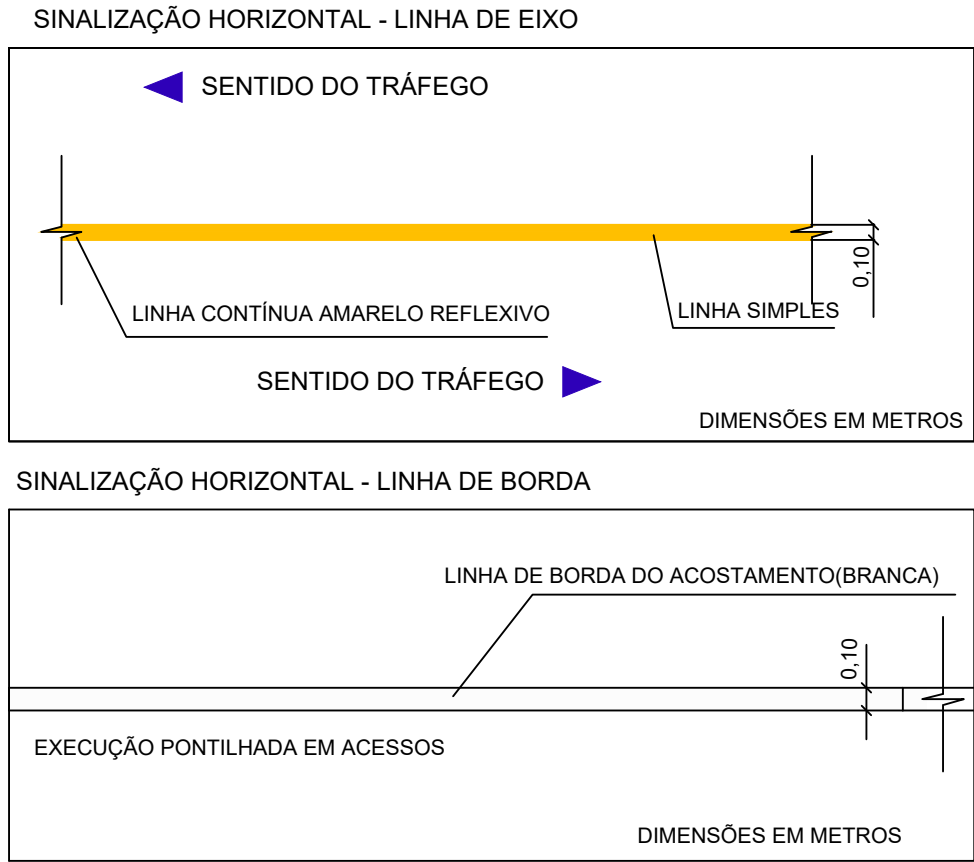 SINALIZAÇÃO HORIZONTAL - LINHA DE EIXO
SENTIDO DO TRÁFEGO
0,10
LINHA CONTÍNUA AMARELO REFLEXIVO
LINHA SIMPLES
SENTIDO DO TRÁFEGO
DIMENSÕES EM METROS
SINALIZAÇÃO HORIZONTAL - LINHA DE BORDA
LINHA DE BORDA DO ACOSTAMENTO(BRANCA)
0,10
EXECUÇÃO PONTILHADA EM ACESSOS
DIMENSÕES EM METROS